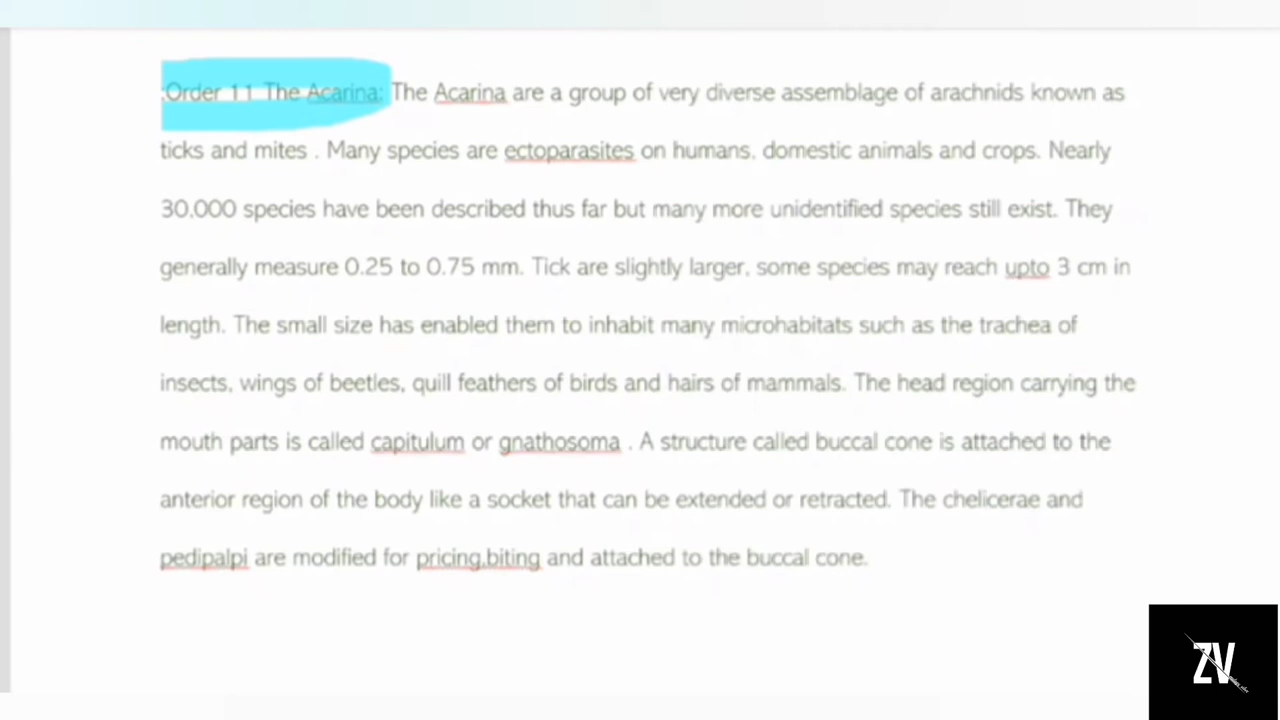 :Order 11 The Acarina: The Acarina are a group of very diverse assemblage of arachnids known as
ticks and mites . Many species are ectoparasites on humans, domestic animals and crops. Nearly
30,000 species have been described thus far but many more unidentified species still exist. They
generally measure 0.25 to 0.75 mm. Tick are slightly larger, some species may reach upto 3 cm in
length. The small size has enabled them to inhabit many microhabitats such as the trachea of
insects, wings of beetles, quill feathers of birds and hairs of mammals. The head region carrying the
mouth parts is called capitulum or gnathosoma . A structure called buccal cone is attached to the
anterior region of the body like a socket that can be extended or retracted. The chelicerae and
pedipalpi are modified for pricing,biting and attached to the buccal cone.
ZV